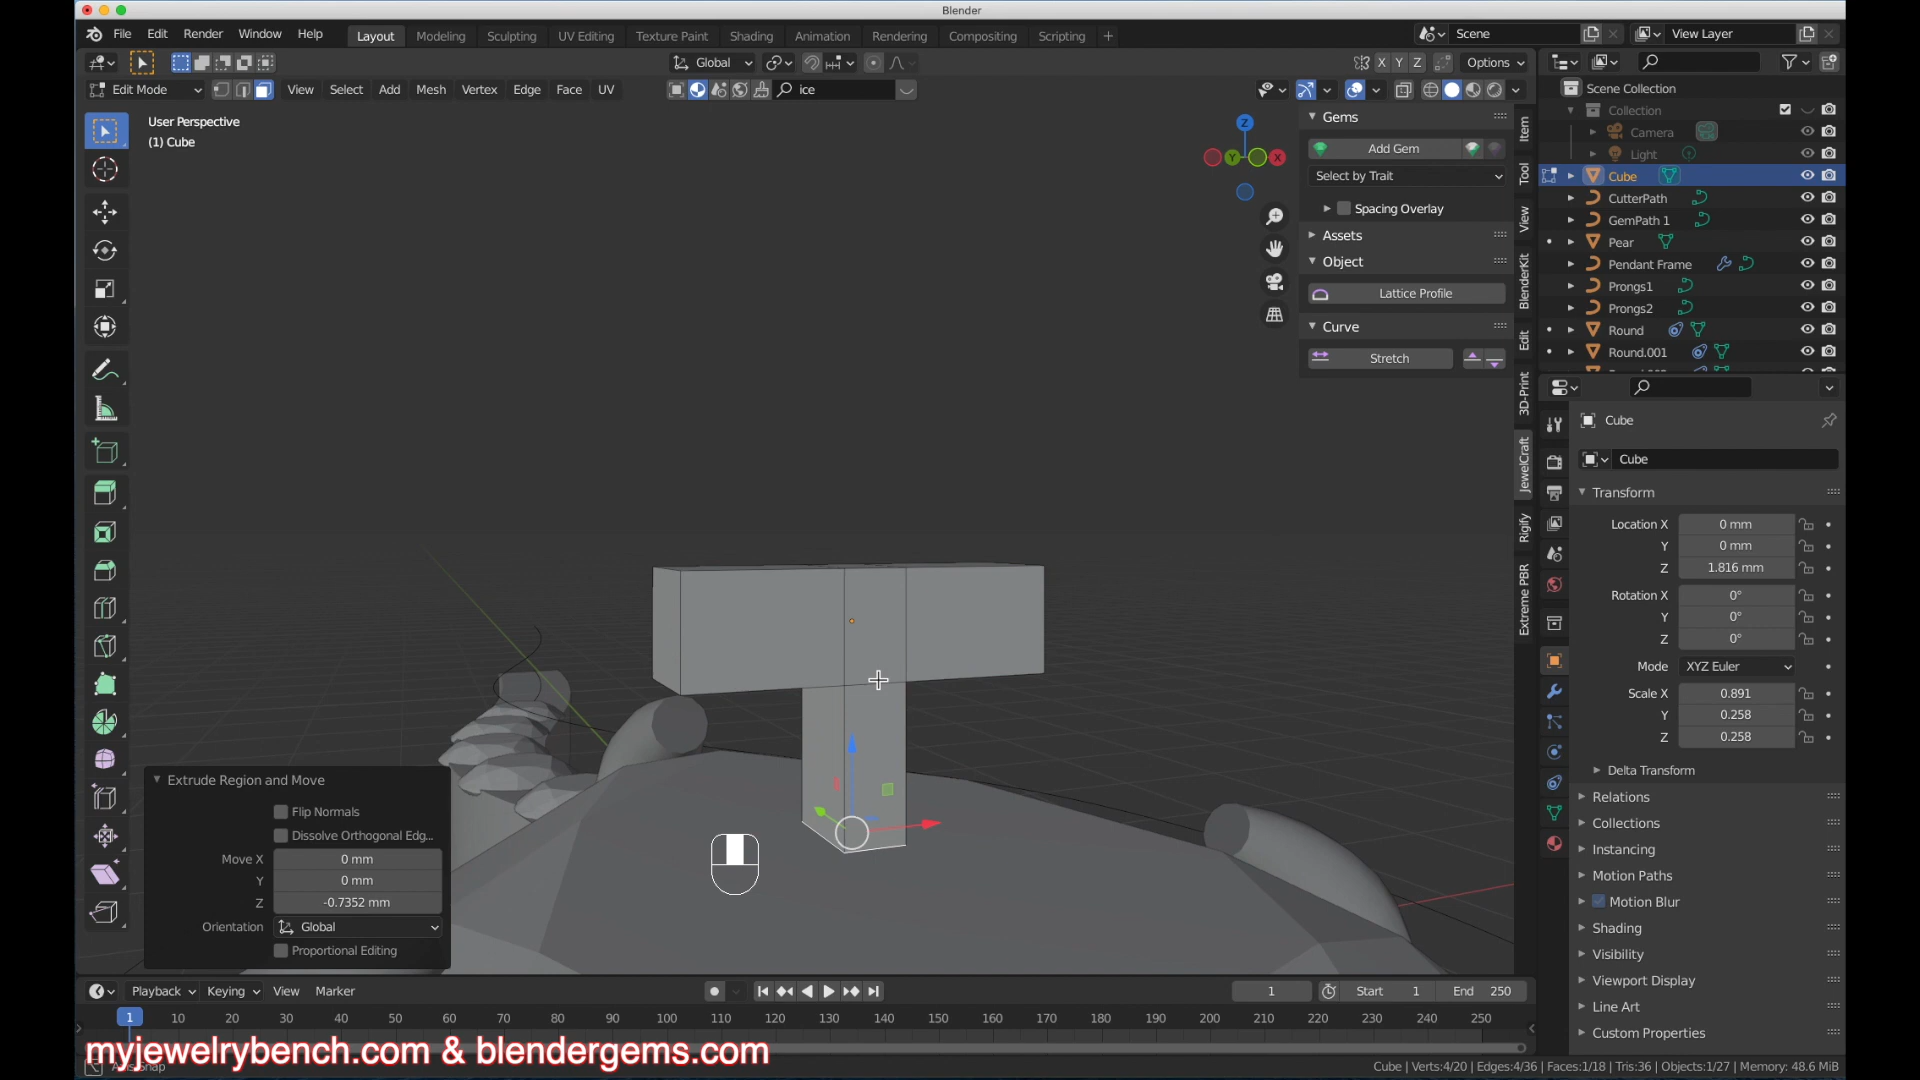 Blender
File Edit Render Window Help
Layout Modeling Sculpting UV Editing Texture Paint Shading Animation Rendering Compositing Scripting +
Scene
View Layer
Global
X Y Z
Options
Edit Mode
View Select Add Mesh Vertex Edge Face UV
ice
User Perspective
(1) Cube
Z
Y
X
Gems
Add Gem
Select by Trait
Spacing Overlay
Assets
Object
Lattice Profile
Curve
Stretch
Item
Tool
View
BlenderKit
Edit
3D-Print
JewelCraft
Rigify
Extreme PBR
Scene Collection
Collection
Camera
Light
Cube
CutterPath
GemPath 1
Pear
Pendant Frame
Prongs1
Prongs2
Round
Round.001
Cube
Cube
Transform
Location X 0 mm
Y 0 mm
Z 1.816 mm
Rotation X 0°
Y 0°
Z 0°
Mode XYZ Euler
Scale X 0.891
Y 0.258
Z 0.258
Delta Transform
Relations
Collections
Instancing
Motion Paths
Motion Blur
Shading
Visibility
Viewport Display
Line Art
Custom Properties
Extrude Region and Move
Flip Normals
Dissolve Orthogonal Edg...
Move X 0 mm
Y 0 mm
Z -0.7352 mm
Orientation Global
Proportional Editing
Playback Keying View Marker
1
Start 1
End 250
1 10 20 30 40 50 60 70 80 90 100 110 120 130 140 150 160 170 180 190 200 210 220 230 240 250
myjewelrybench.com & blendergems.com
Cube | Verts:4/20 | Edges:4/36 | Faces:1/18 | Tris:36 | Objects:1/27 | Memory: 48.6 MiB